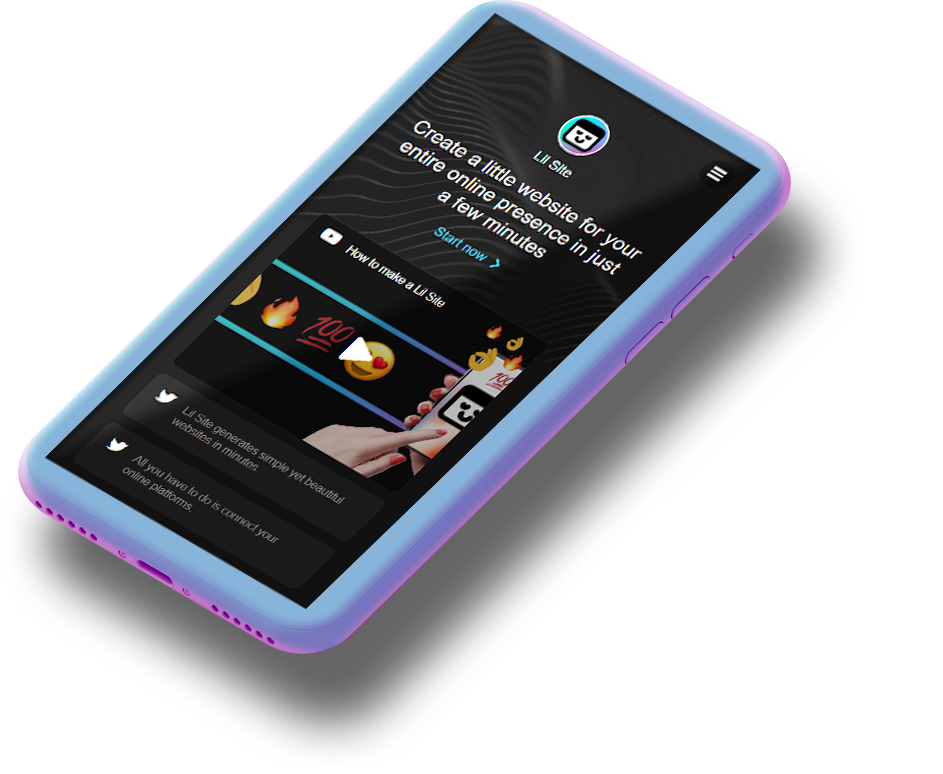 Lil Site
Create a little website for your
entire online presence in just
a few minutes
Start now
How to make a Lil Site
100
100
Lil Site generates simple yet beautiful
websites in minutes.
All you have to do is connect your
online platforms.